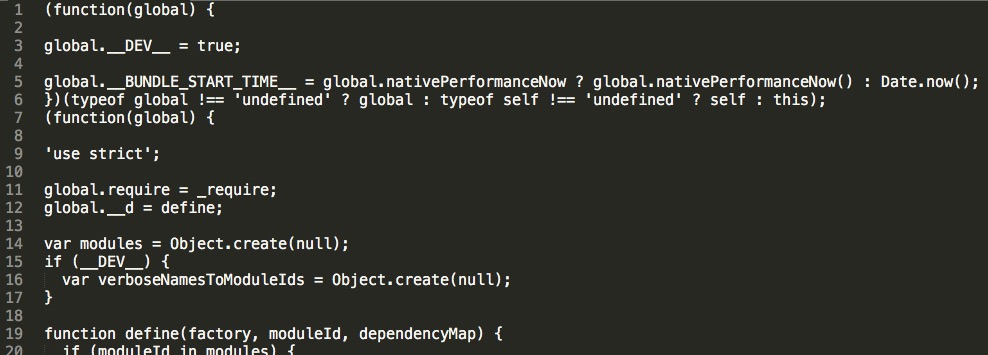 1 (function(global) {
2
3 global.__DEV__ = true;
4
5 global.__BUNDLE_START_TIME__ = global.nativePerformanceNow ? global.nativePerformanceNow() : Date.now();
6 })(typeof global !== 'undefined' ? global : typeof self !== 'undefined' ? self : this);
7 (function(global) {
8
9 'use strict';
10
11 global.require = _require;
12 global.__d = define;
13
14 var modules = Object.create(null);
15 if (__DEV__) {
16   var verboseNamesToModuleIds = Object.create(null);
17 }
18
19 function define(factory, moduleId, dependencyMap) {
20   if (moduleId in modules) {